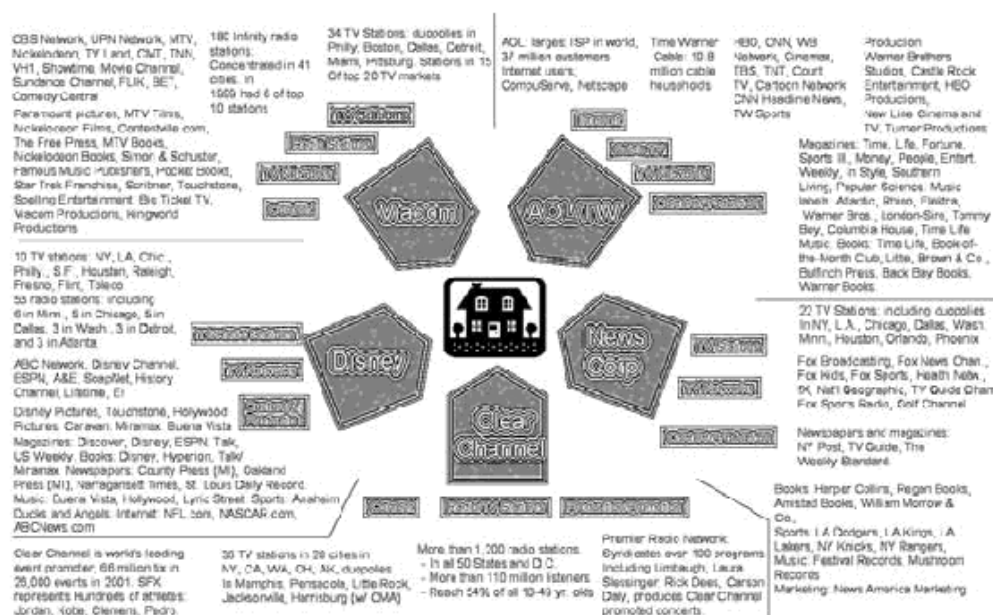 CBS Network, UPN Network, MTV,
Nickelodeon, TV Land, CMT, TNN,
VH1, Showtime, Movie Channel,
Sundance Channel, FLIX, BET,
Comedy Central
Paramount pictures, MTV Films,
Nickelodeon Films, Contentville.com,
The Free Press, MTV Books,
Nickelodeon Books, Simon & Schuster,
Famous Music Publishers, Pocket Books,
Star Trek Franchise, Scribner, Touchstone,
Spelling Entertainment, Big Ticket TV,
Viacom Productions, Kingworld
Productions
180 Infinity radio
stations:
Concentrated in 41
cities. In
1999 had 6 of top
10 stations
34 TV Stations: duopolies in
Philly, Boston, Dallas, Detroit,
Miami, Pittsburg. Stations in 15
Of top 20 TV markets
AOL: largest ISP in world,
37 million customers
Internet users;
CompuServe, Netscape
Time Warner
Cable: 10.8
million cable
households
HBO, CNN, WB
Network, Cinemax,
TBS, TNT, Court
TV, Cartoon Network
CNN Headline News,
TW Sports
Production
Warner Brothers
Studios, Castle Rock
Entertainment, HBO
Productions,
New Line Cinema and
TV, Turner Productions
Magazines: Time, Life, Fortune,
Sports Ill., Money, People, Entert.
Weekly, In Style, Southern
Living, Popular Science. Music
labels: Atlantic, Rhino, Elektra,
Warner Bros., London-Sire, Tommy
Boy, Columbia House, Time Life
Music. Books: Time Life, Book-of-
the-Month Club, Little, Brown & Co.,
Bulfinch Press, Back Bay Books,
Warner Books
Viacom
AOL/TW
10 TV stations: NY, LA, Chic.,
Philly., S.F., Houston, Raleigh,
Fresno, Flint, Toledo
55 radio stations: including
6 in Minn., 5 in Chicago, 5 in
Dallas, 3 in Wash., 3 in Detroit,
and 3 in Atlanta
ABC Network, Disney Channel,
ESPN, A&E, SoapNet, History
Channel, Lifetime, E!
Disney Pictures, Touchstone, Hollywood
Pictures, Caravan, Miramax, Buena Vista
Magazines: Discover, Disney, ESPN, Talk,
US Weekly. Books: Disney, Hyperion, Talk/
Miramax. Newspapers: County Press (MI), Oakland
Press (MI), Narragansett Times, St. Louis Daily Record.
Music: Buena Vista, Hollywood, Lyric Street. Sports: Anaheim
Ducks and Angels. Internet: NFL.com, NASCAR.com,
ABCNews.com
Disney
News
Corp
Clear
Channel
22 TV Stations: including duopolies
In NY, L.A., Chicago, Dallas, Wash.
Minn., Houston, Orlando, Phoenix
Fox Broadcasting, Fox News Chan.,
Fox Kids, Fox Sports, Health Netw.,
Nat'l Geographic, TV Guide Chan
Fox Sports Radio, Golf Channel
Newspapers and magazines:
NY Post, TV Guide, The
Weekly Standard
Books: Harper Collins, Regan Books,
Amistad Books, William Morrow &
Co.,
Sports: LA Dodgers, LA Kings, LA
Lakers, NY Knicks, NY Rangers,
Music: Festival Records, Mushroom
Records
Marketing: News America Marketing
Clear Channel is world's leading
event promoter; 66 million tix in
26,000 events in 2001. SFX
represents hundreds of athletes:
Jordan, Kobe, Clemens, Pedro.
TV stations in 28 cities in
NY, CA, WA, OH, AK, duopolies
In Memphis, Pensacola, Little Rock,
Jacksonville, Harrisburg (w/ CMA)
More than 1,200 radio stations
- In all 50 States and D.C.
- More than 110 million listeners
- Reach 54% of all 18-49 yr. olds
Premier Radio Network
Syndicates over 100 programs
Including Limbaugh, Laura
Slessinger, Rick Dees, Carson
Daly, produces Clear Channel
promoted concerts.